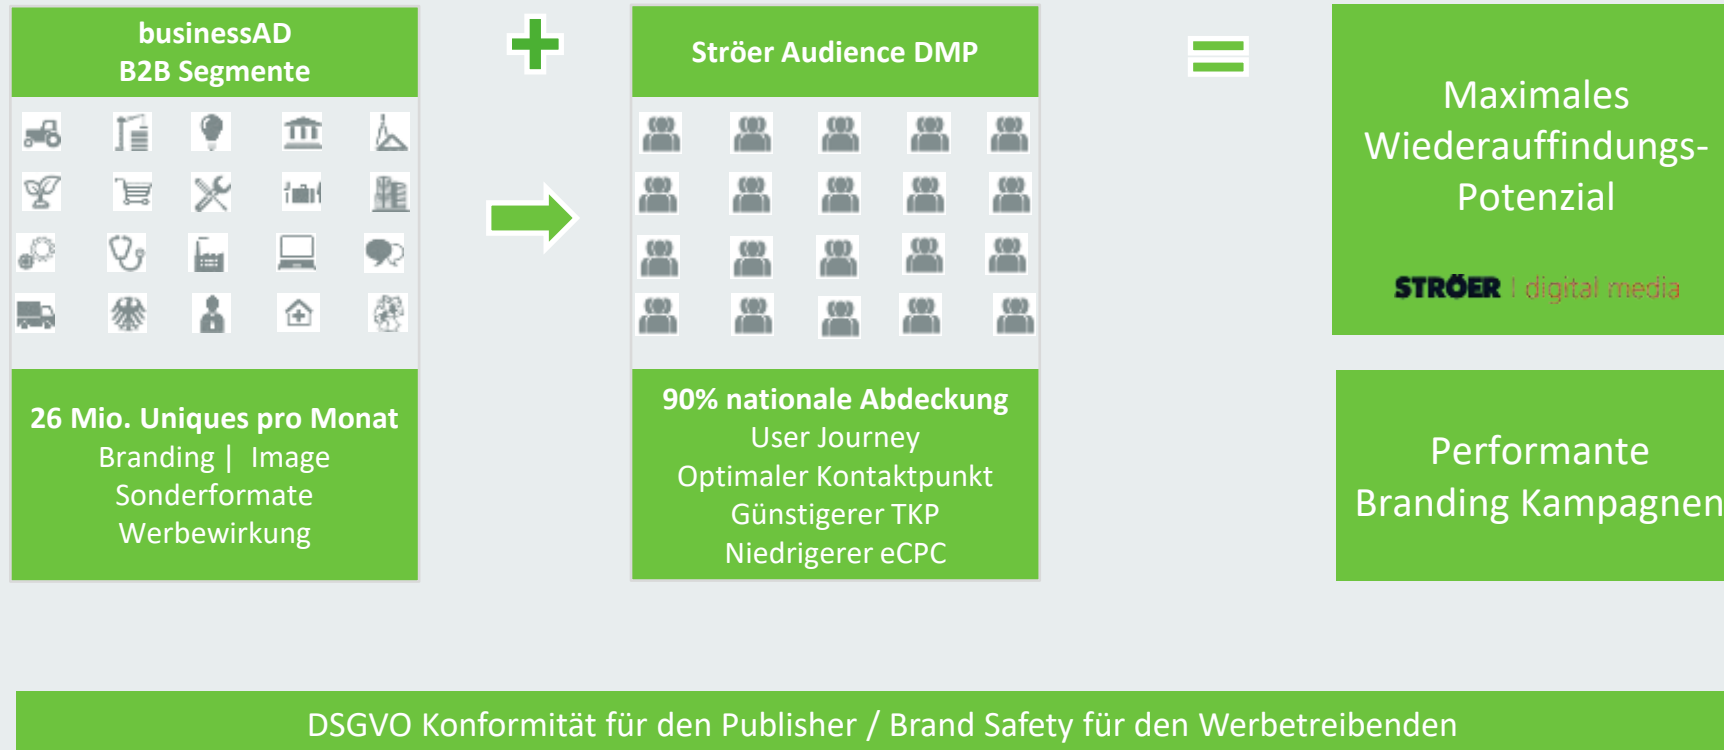 businessAD
B2B Segmente
26 Mio. Uniques pro Monat
Branding | Image
Sonderformate
Werbewirkung
Ströer Audience DMP
90% nationale Abdeckung
User Journey
Optimaler Kontaktpunkt
Günstigerer TKP
Niedrigerer eCPC
Maximales
Wiederauffindungs-
Potenzial
STRÖER | digital media
Performante
Branding Kampagnen
DSGVO Konformität für den Publisher / Brand Safety für den Werbetreibenden